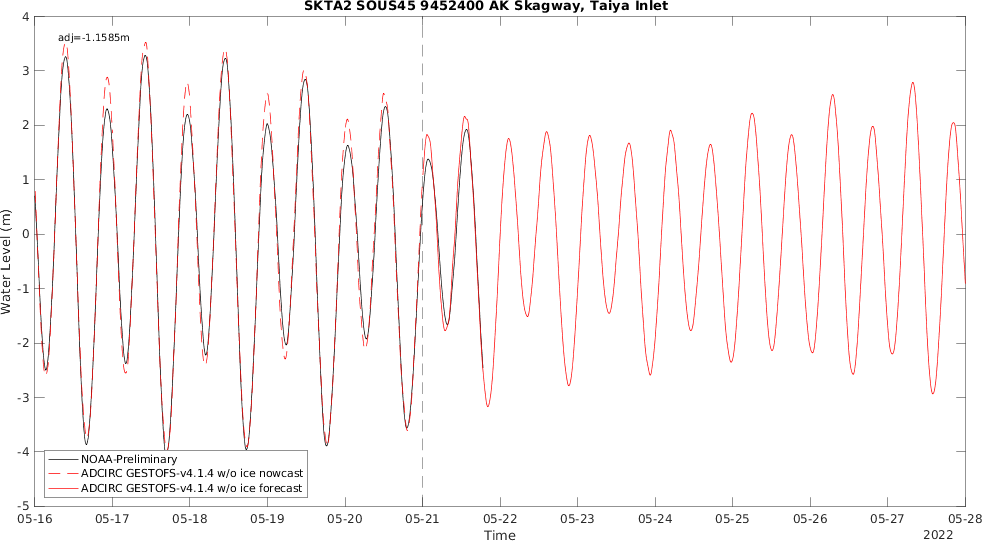 SKTA2 SOUS45 9452400 AK Skagway, Taiya Inlet
adj=-1.1585m
4
3
2
1
0
-1
-2
-3
-4
-5
Water Level (m)
NOAA-Preliminary
ADCIRC GESTOFS-v4.1.4 w/o ice nowcast
ADCIRC GESTOFS-v4.1.4 w/o ice forecast
05-16 05-17 05-18 05-19 05-20 05-21 05-22 05-23 05-24 05-25 05-26 05-27 05-28
Time
2022